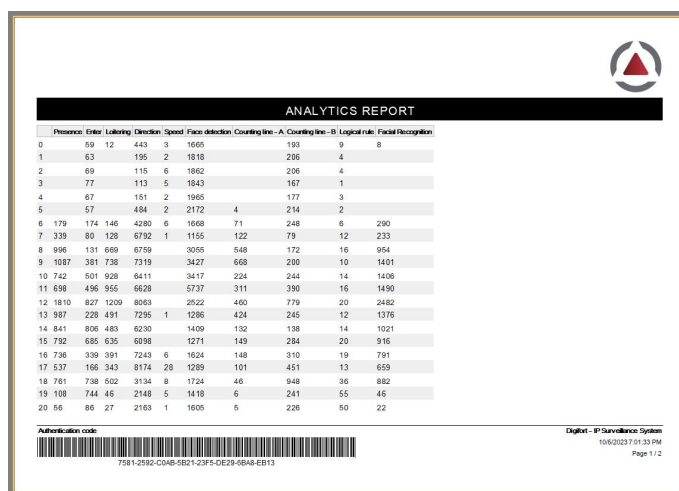 ANALYTICS REPORT
Presence Enter Loitering Direction Speed Face detection Counting line - A Counting line - B Logical rule Facial Recognition
0 59 12 443 3 1665 193 9 8
1 63 195 2 1818 206 4
2 69 115 6 1862 206 4
3 77 113 5 1843 167 1
4 67 151 2 1965 177 3
5 57 484 2 2172 4 214 2
6 179 174 146 4280 6 1668 71 248 6 290
7 339 80 128 6792 1 1155 122 79 12 233
8 996 131 669 6759 3055 548 172 16 954
9 1087 381 738 7319 3427 668 200 10 1401
10 742 501 928 6411 3417 224 244 14 1406
11 698 496 955 6628 5737 311 390 16 1490
12 1810 827 1209 8063 2522 460 779 20 2482
13 987 228 491 7295 1 1286 424 245 12 1376
14 841 806 483 6230 1409 132 138 14 1021
15 792 685 635 6098 1271 149 284 20 916
16 736 339 391 7243 6 1624 148 310 19 791
17 537 166 343 8174 28 1289 101 451 13 659
18 761 738 502 3134 8 1724 46 948 36 882
19 108 744 46 2148 5 1418 6 241 55 46
20 56 86 27 2163 1 1605 5 226 50 22
Authentication code
7581-2592-C0AB-5B21-23F5-DE29-6BA8-EB13
Digifort - IP Surveillance System
10/5/2023 7:01:33 PM
Page 1 / 2